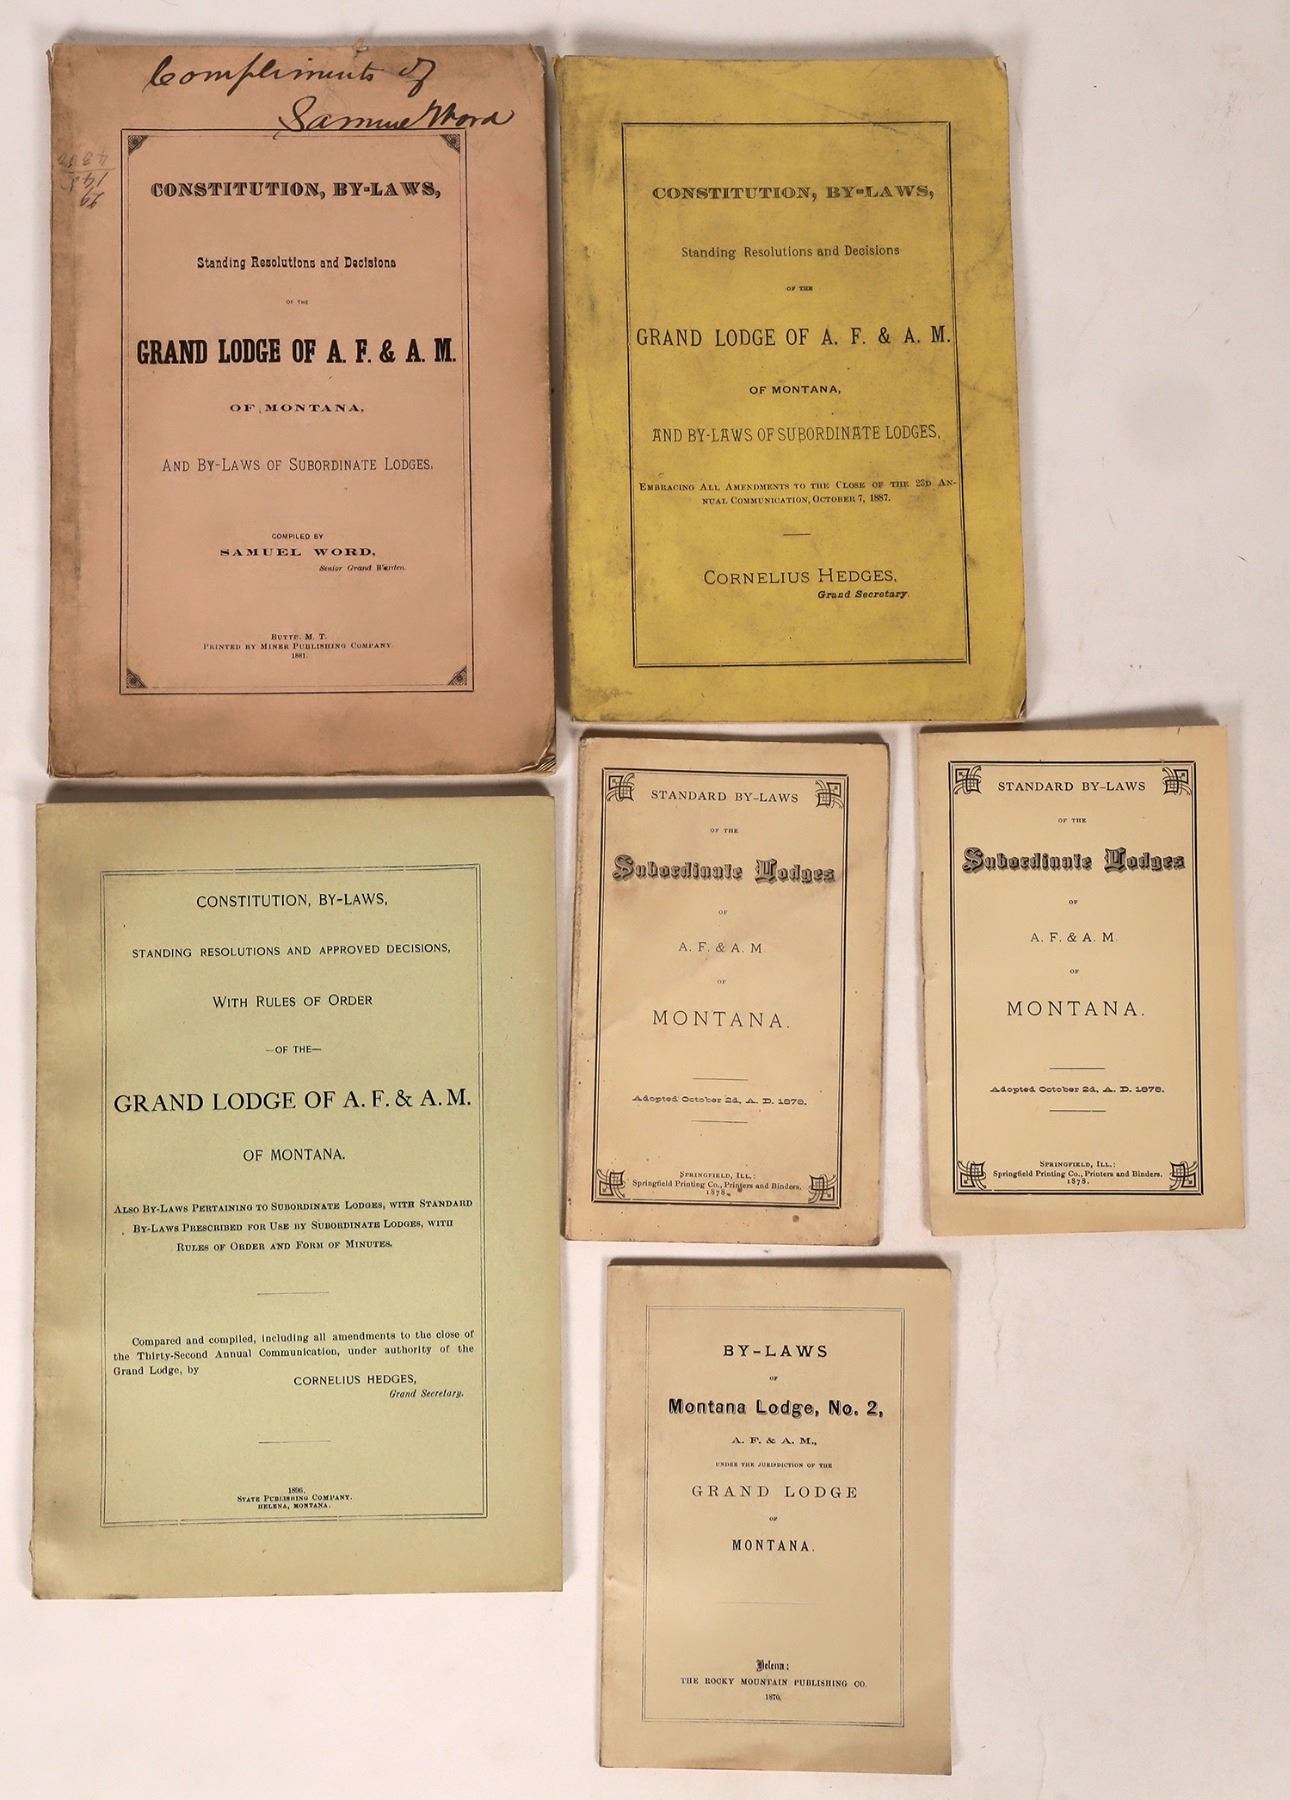 Compliments of
Samuel Word
CONSTITUTION, BY-LAWS,
Standing Resolutions and Decisions
OF THE
GRAND LODGE OF A. F. & A. M.
OF MONTANA,
AND BY-LAWS OF SUBORDINATE LODGES,
COMPILED BY
SAMUEL WORD,
Senior Grand Warden.
BUTTE, M. T.
PRINTED BY MINER PUBLISHING COMPANY.
1881.
CONSTITUTION, BY-LAWS,
Standing Resolutions and Decisions
OF THE
GRAND LODGE OF A. F. & A. M.
OF MONTANA,
AND BY-LAWS OF SUBORDINATE LODGES,
EMBRACING ALL AMENDMENTS TO THE CLOSE OF THE 23D AN-
NUAL COMMUNICATION, OCTOBER 7, 1887.
CORNELIUS HEDGES,
Grand Secretary.
CONSTITUTION, BY-LAWS,
STANDING RESOLUTIONS AND APPROVED DECISIONS,
WITH RULES OF ORDER
—OF THE—
GRAND LODGE OF A. F. & A. M.
OF MONTANA.
ALSO BY-LAWS PERTAINING TO SUBORDINATE LODGES, WITH STANDARD
BY-LAWS PRESCRIBED FOR USE BY SUBORDINATE LODGES, WITH
RULES OF ORDER AND FORM OF MINUTES.
Compared and compiled, including all amendments to the close of
the Thirty-Second Annual Communication, under authority of the
Grand Lodge, by
CORNELIUS HEDGES,
Grand Secretary.
1896.
STATE PUBLISHING COMPANY.
HELENA, MONTANA.
STANDARD BY-LAWS
OF THE
Subordinate Lodges
OF
A. F. & A. M.
OF
MONTANA.
Adopted October 2d, A. D. 1878.
SPRINGFIELD, ILL.:
Springfield Printing Co., Printers and Binders.
1878.
STANDARD BY-LAWS
OF THE
Subordinate Lodges
OF
A. F. & A. M.
OF
MONTANA.
Adopted October 2d, A. D. 1878.
SPRINGFIELD, ILL.:
Springfield Printing Co., Printers and Binders.
1878.
BY-LAWS
OF
Montana Lodge, No. 2,
A. F. & A. M.,
UNDER THE JURISDICTION OF THE
GRAND LODGE
OF
MONTANA.
Helena:
THE ROCKY MOUNTAIN PUBLISHING CO.
1870.